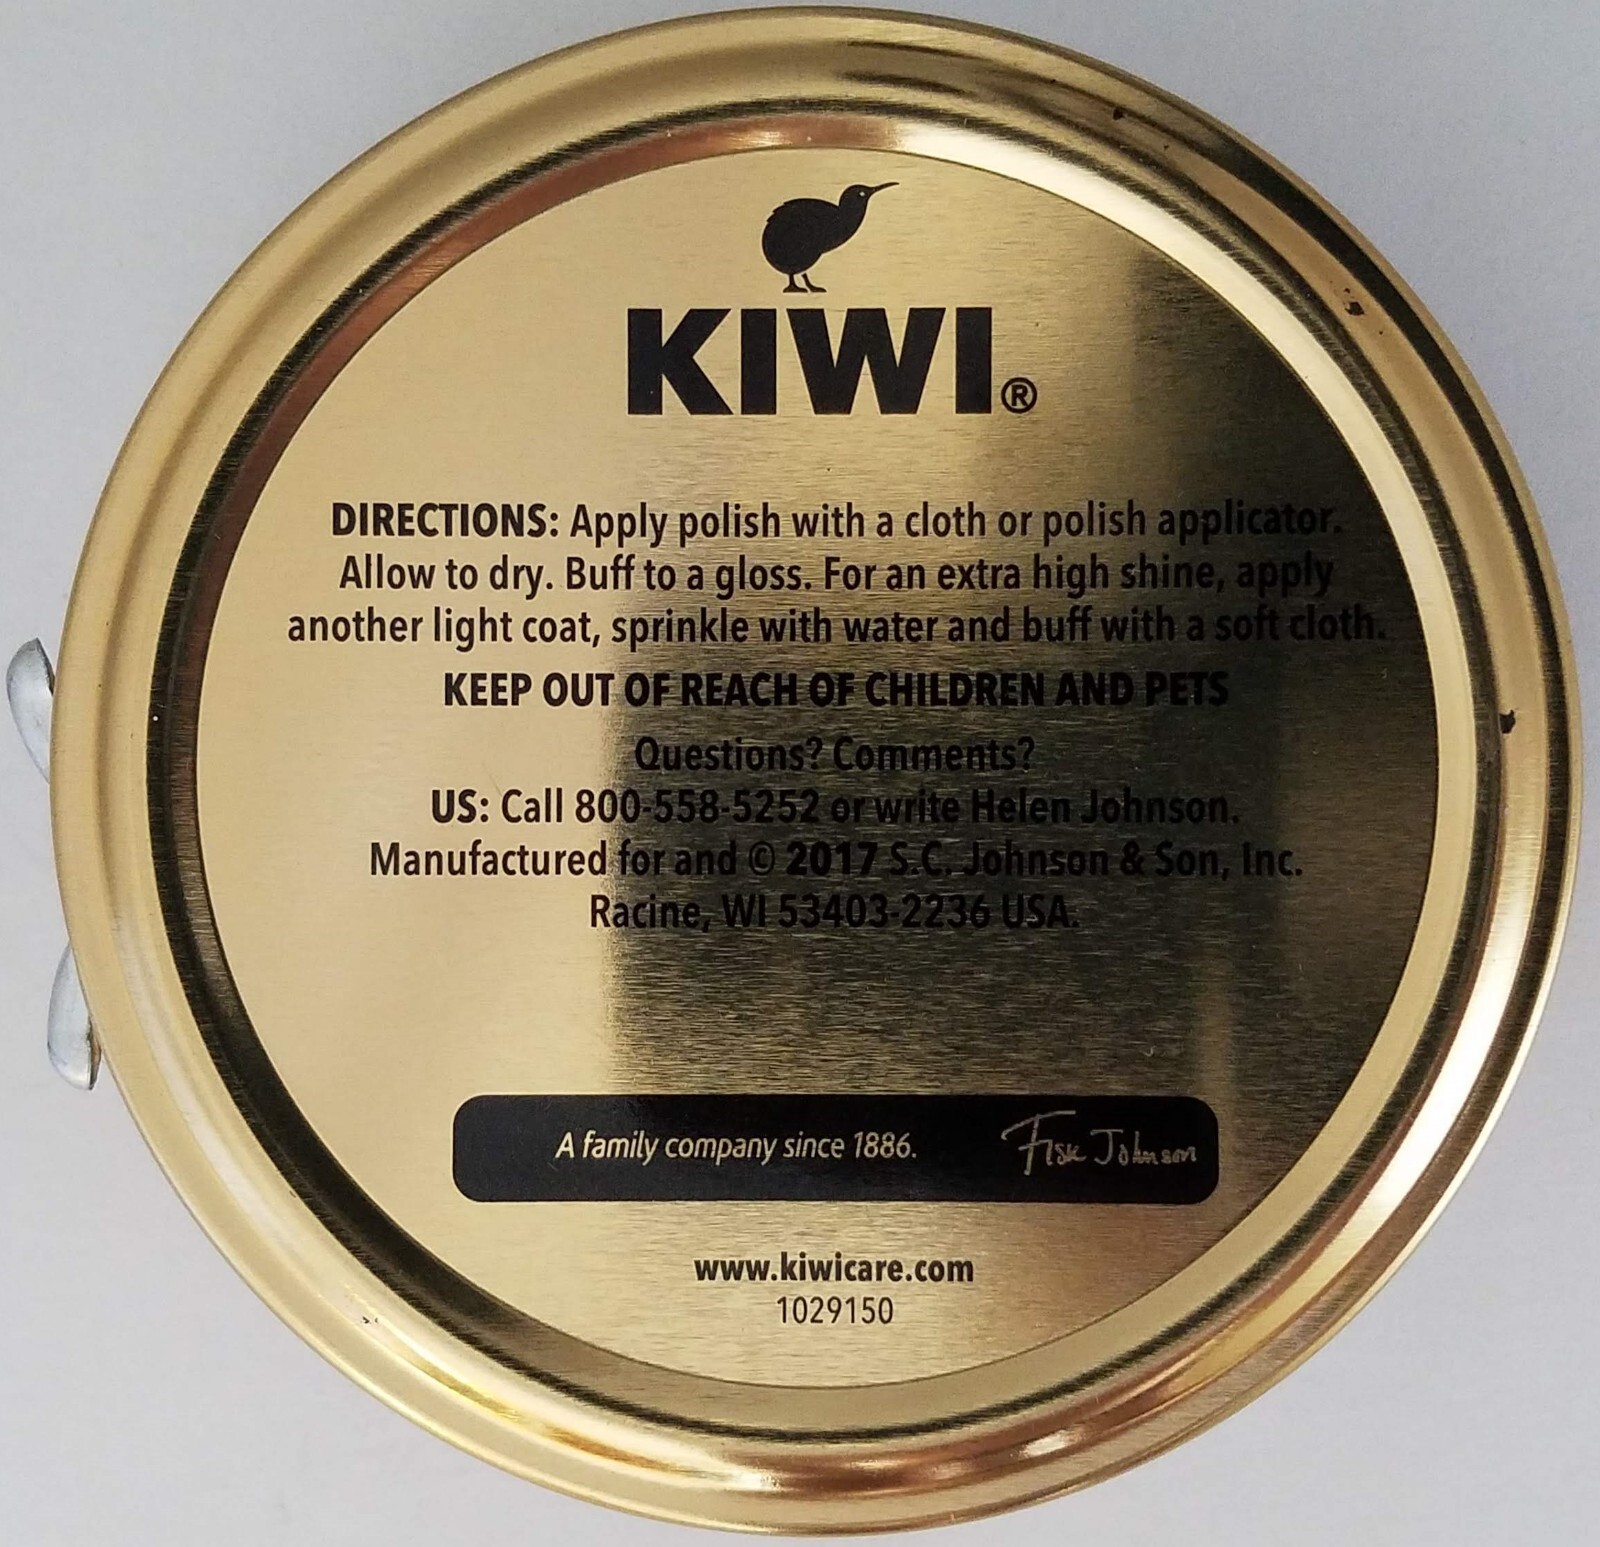 KIWI®
DIRECTIONS: Apply polish with a cloth or polish applicator.
Allow to dry. Buff to a gloss. For an extra high shine, apply
another light coat, sprinkle with water and buff with a soft cloth.
KEEP OUT OF REACH OF CHILDREN AND PETS
Questions? Comments?
US: Call 800-558-5252 or write Helen Johnson.
Manufactured for and © 2017 S.C. Johnson & Son, Inc.
Racine, WI 53403-2236 USA.
A family company since 1886. Fisk Johnson
www.kiwicare.com
1029150